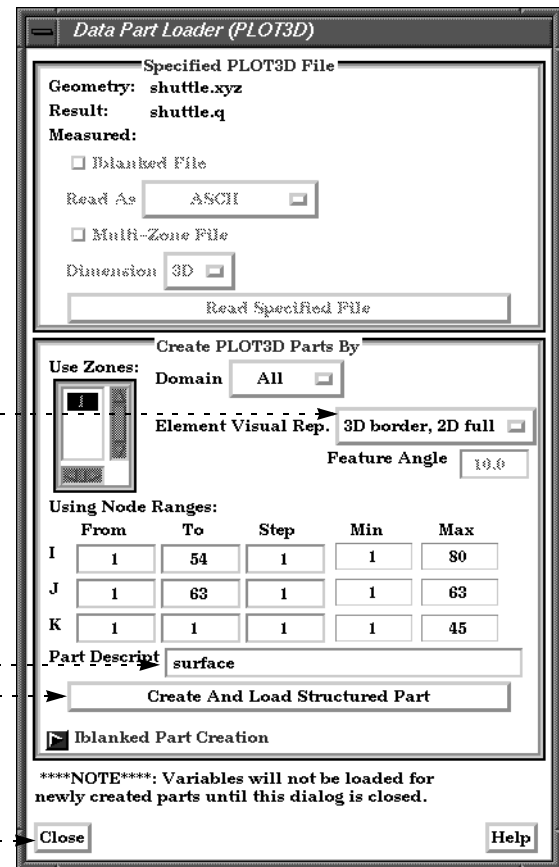 Data Part Loader (PLOT3D)
Specified PLOT3D File
Geometry: shuttle.xyz
Result: shuttle.q
Measured:
Iblanked File
Read As ASCII
Multi-Zone File
Dimension 3D
Read Specified File
Create PLOT3D Parts By
Use Zones:
Domain All
1
Element Visual Rep. 3D border, 2D full
Feature Angle 10.0
Using Node Ranges:
From To Step Min Max
I 1 54 1 1 80
J 1 63 1 1 63
K 1 1 1 1 45
Part Descript surface
Create And Load Structured Part
Iblanked Part Creation
****NOTE****: Variables will not be loaded for
newly created parts until this dialog is closed.
Close Help